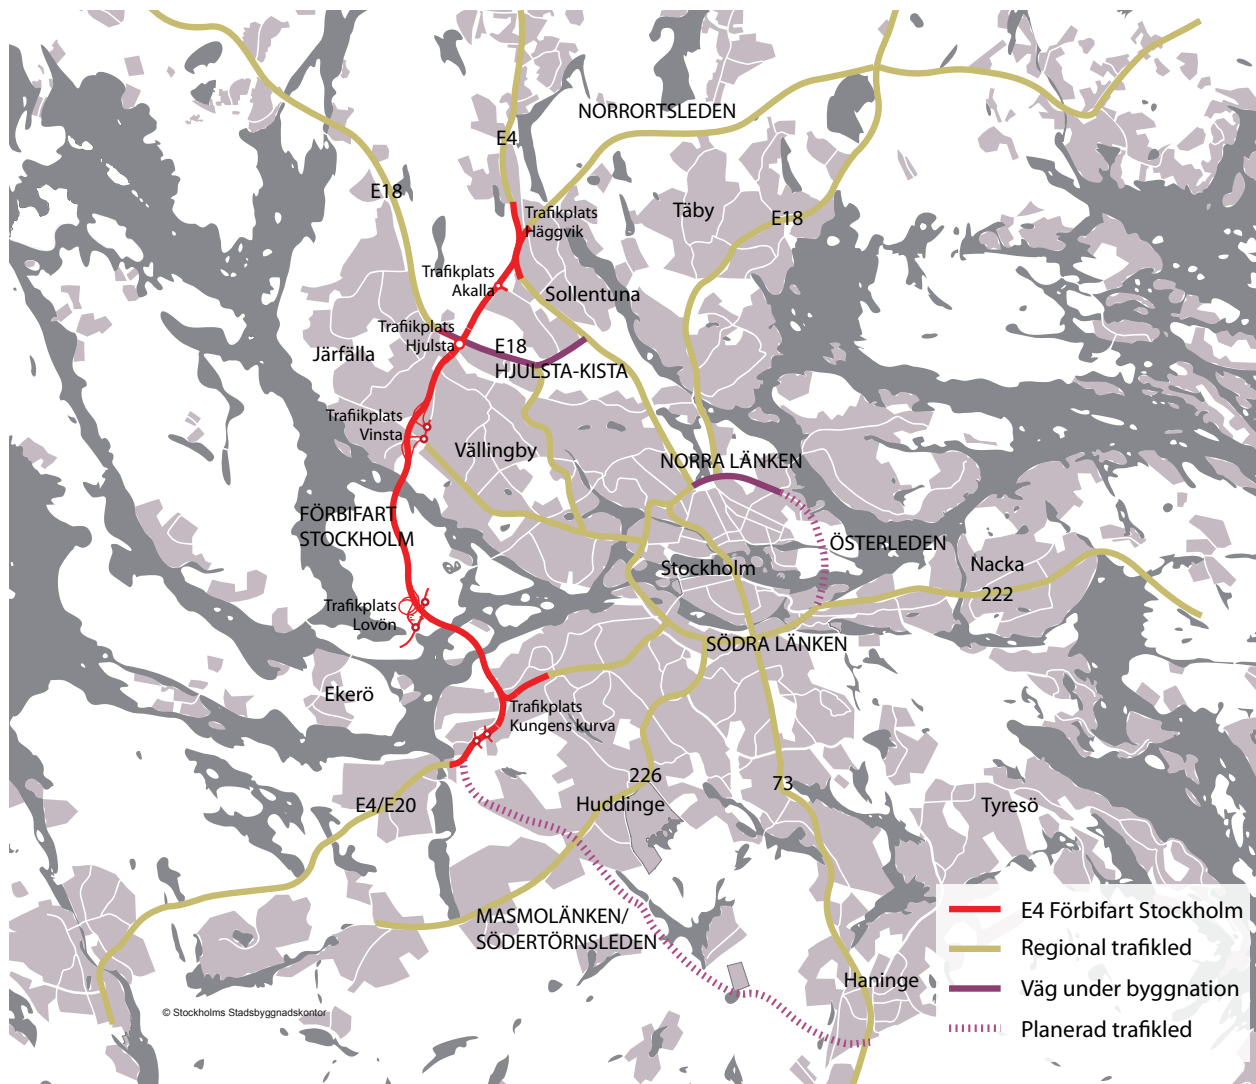 NORRORTSLEDEN
E4
E18
Trafikplats
Häggvik
Täby
E18
Trafikplats
Akalla
Sollentuna
Trafiikplats
Hjulsta
E18
HJULSTA-KISTA
Järfälla
Trafiikplats
Vinsta
Vällingby
NORRA LÄNKEN
FÖRBIFART
STOCKHOLM
ÖSTERLEDEN
Stockholm
Nacka
222
Trafikplats
Lovön
SÖDRA LÄNKEN
Ekerö
Trafikplats
Kungens kurva
226
73
E4/E20
Huddinge
Tyresö
MASMOLÄNKEN/
SÖDERTÖRNSLEDEN
Haninge
© Stockholms Stadsbyggnadskontor
E4 Förbifart Stockholm
Regional trafikled
Väg under byggnation
Planerad trafikled